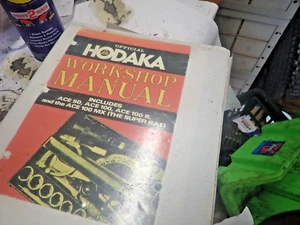 OFFICIAL
HODAKA
WORKSHOP
MANUAL
INCLUDES
ACE 90, ACE 100, ACE 100 B,
and the ACE 100 MX (THE SUPER RAT)